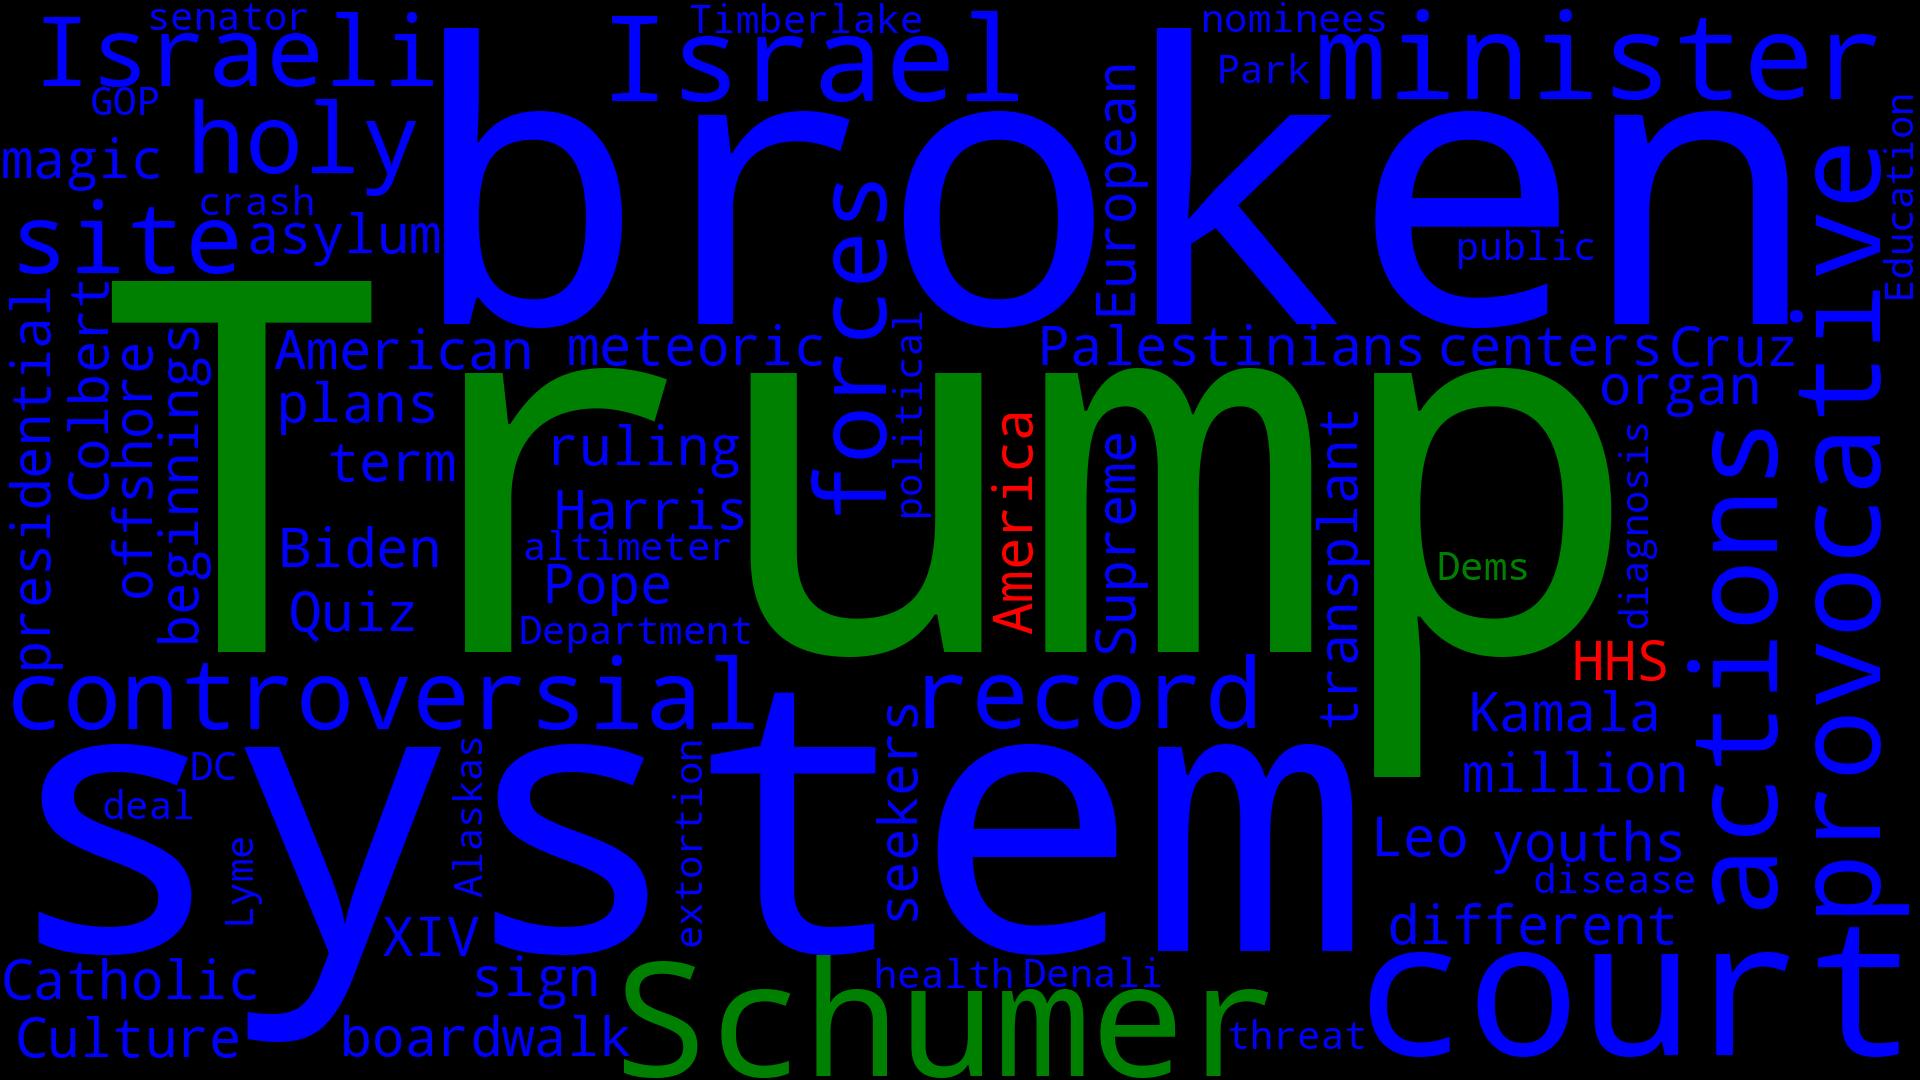 senator
Timberlake
nominees
Israeli
Israel
Park
minister
GOP
holy
broken
European
Education
magic
crash
site
asylum
forces
public
provocative
presidential
Colbert
offshore
beginnings
Trump
American
meteoric
political
Palestinians
centers
Cruz
plans
organ
term
ruling
America
Supreme
transplant
diagnosis
actions
Harris
Biden
altimeter
Dems
Pope
Quiz
Department
HHS
controversial
record
Kamala
system
DC
Alaskas
extortion
seekers
million
deal
Lyme
Leo
youths
disease
XIV
different
Catholic
sign
Schumer
health
Denali
court
Culture
boardwalk
threat